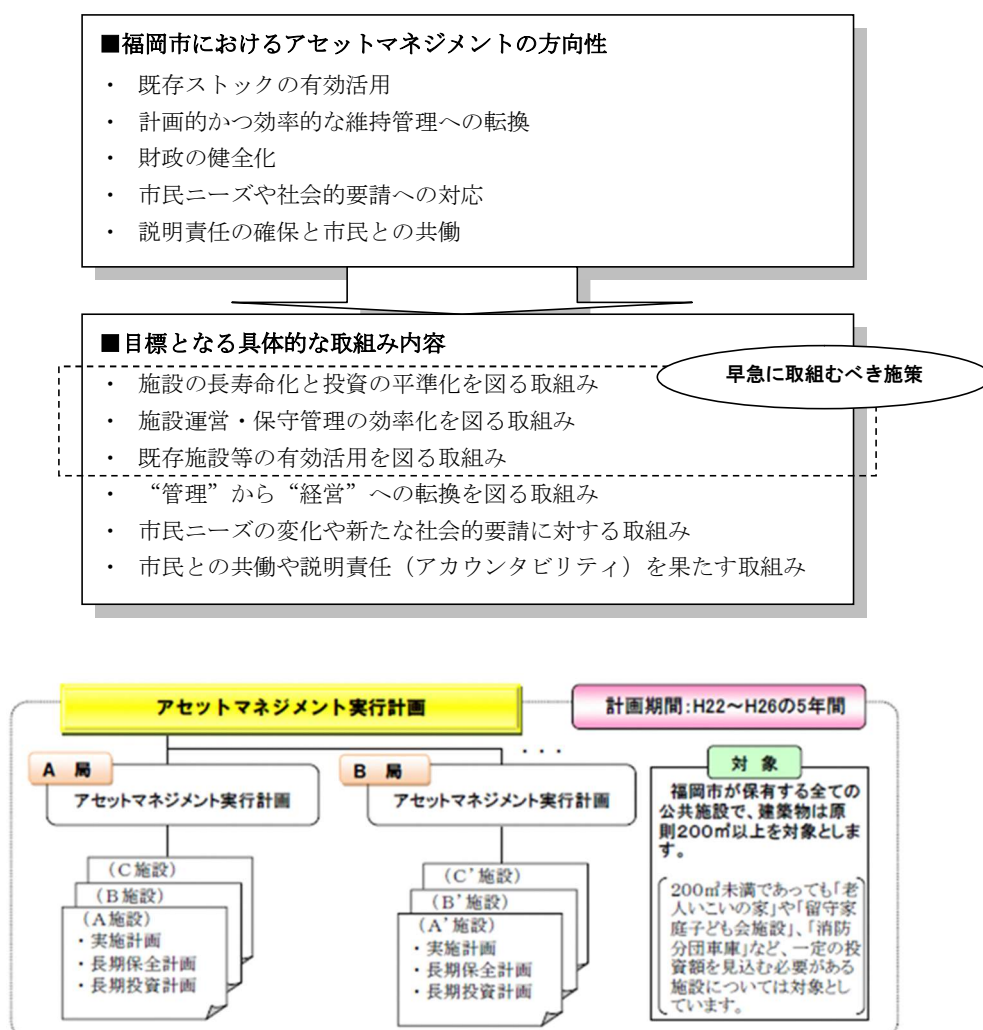 ■福岡市におけるアセットマネジメントの方向性
・ 既存ストックの有効活用
・ 計画的かつ効率的な維持管理への転換
・ 財政の健全化
・ 市民ニーズや社会的要請への対応
・ 説明責任の確保と市民との共働
■目標となる具体的な取組み内容
早急に取組むべき施策
・ 施設の長寿命化と投資の平準化を図る取組み
・ 施設運営・保守管理の効率化を図る取組み
・ 既存施設等の有効活用を図る取組み
・ “管理”から“経営”への転換を図る取組み
・ 市民ニーズの変化や新たな社会的要請に対する取組み
・ 市民との共働や説明責任（アカウンタビリティ）を果たす取組み
アセットマネジメント実行計画
計画期間：H22～H26の5年間
A 局
アセットマネジメント実行計画
(C施設)
(B施設)
(A施設)
・実施計画
・長期保全計画
・長期投資計画
B 局
アセットマネジメント実行計画
(C'施設)
(B'施設)
(A'施設)
・実施計画
・長期保全計画
・長期投資計画
・・・
対 象
福岡市が保有する全ての
公共施設で、建築物は原
則200㎡以上を対象としま
す。
200㎡未満であっても「老
人いこいの家」や「留守家
庭子ども会施設」、「消防
分団車庫」など、一定の投
資額を見込む必要がある
施設については対象とし
ています。